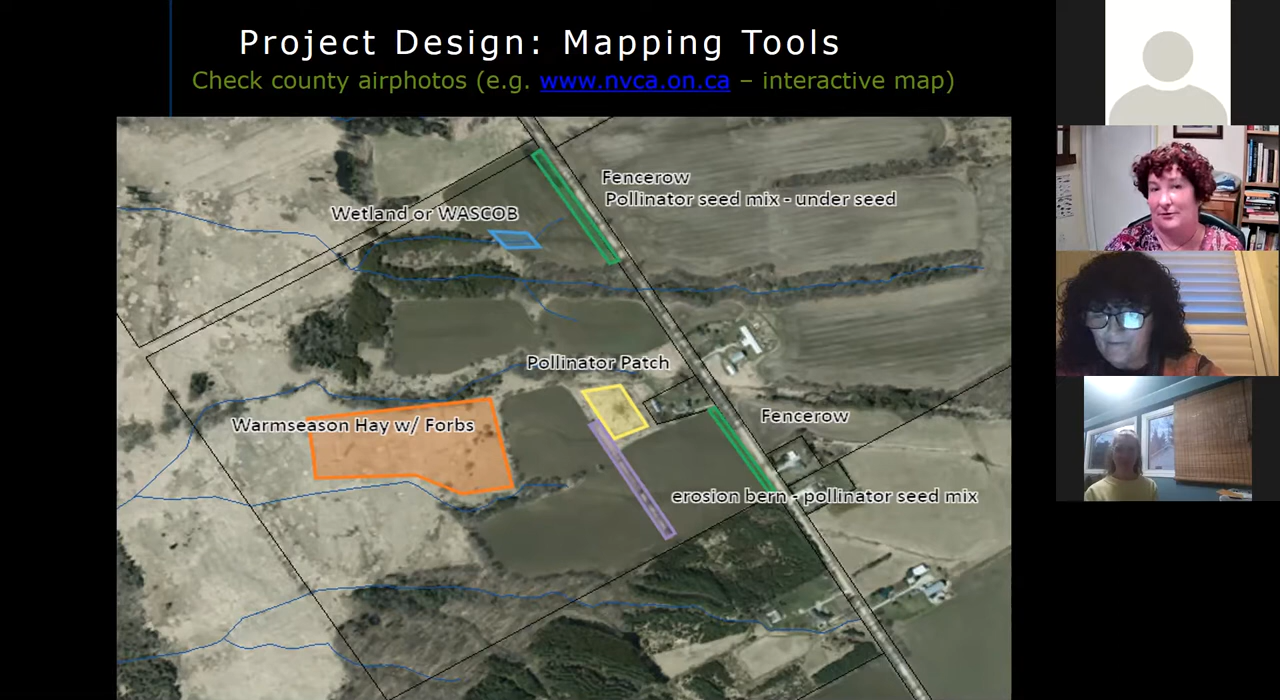 Project Design: Mapping Tools
Check county airphotos (e.g. www.nvca.on.ca – interactive map)
Fencerow
Pollinator seed mix - under seed
Wetland or WASCOB
Pollinator Patch
Warmseason Hay w/ Forbs
Fencerow
erosion bern - pollinator seed mix